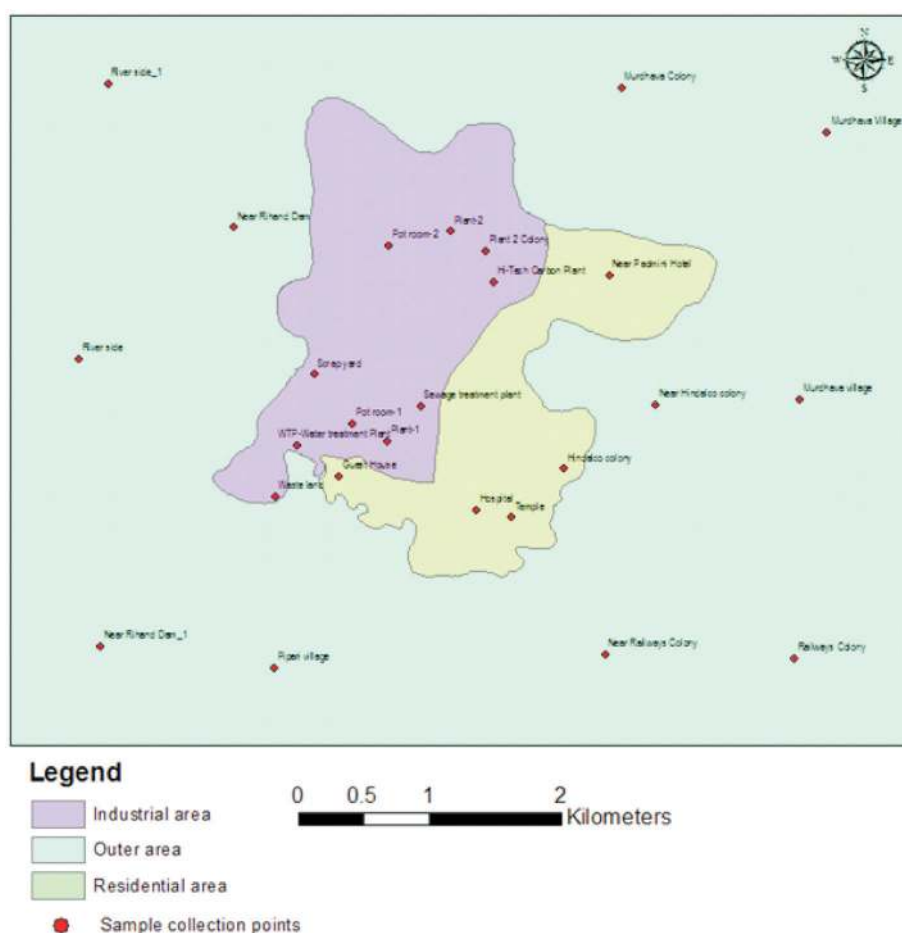 N
W E
S
River side_1
Murdhava Colony
Murdhava Village
Near Rihand Dam
Plant-2
Pot room-2
Plant 2 Colony
Hi-Tech Carbon Plant
Near Padmini Hotel
River side
Scrap yard
Sewage treatment plant
Near Hindalco colony
Murdhava village
Pot room-1
WTP-Water treatment Plant
Plant-1
Guest House
Hindalco colony
Waste land
Hospital
Temple
Near Rihand Dam_1
Pipari village
Near Railways Colony
Railways Colony
Legend
Industrial area
Outer area
Residential area
Sample collection points
0 0.5 1 2
Kilometers